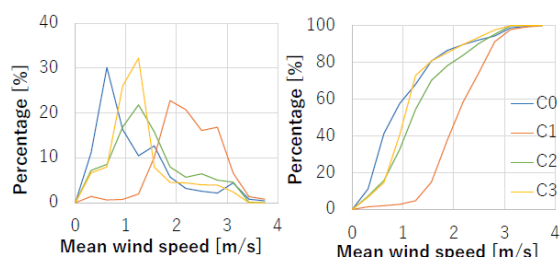 Percentage [%]
40
30
20
10
0
0 1 2 3 4
Mean wind speed [m/s]
Percentage [%]
100
80
60
40
20
0
0 1 2 3 4
Mean wind speed [m/s]
C0
C1
C2
C3